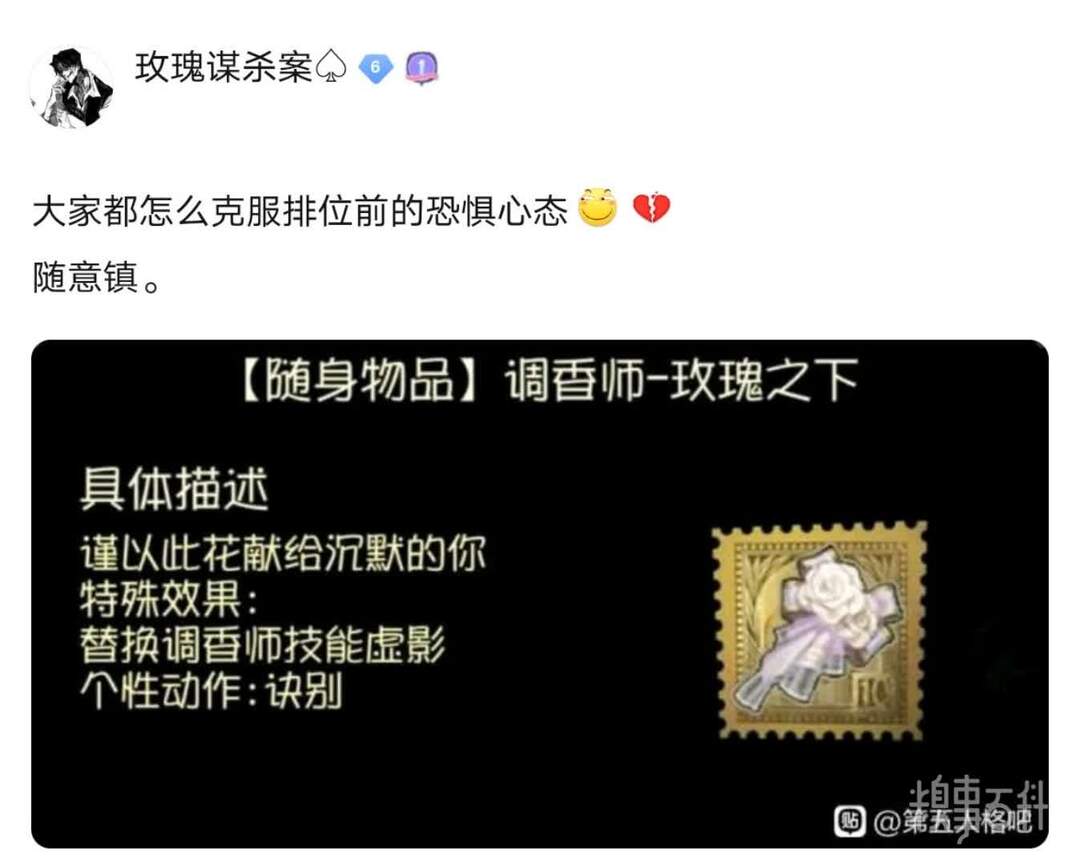 玫瑰谋杀案♤ 6 1
大家都怎么克服排位前的恐惧心态
随意镇。
【随身物品】调香师-玫瑰之下
具体描述
谨以此花献给沉默的你
特殊效果：
替换调香师技能虚影
个性动作：诀别
贴 @第五人格吧